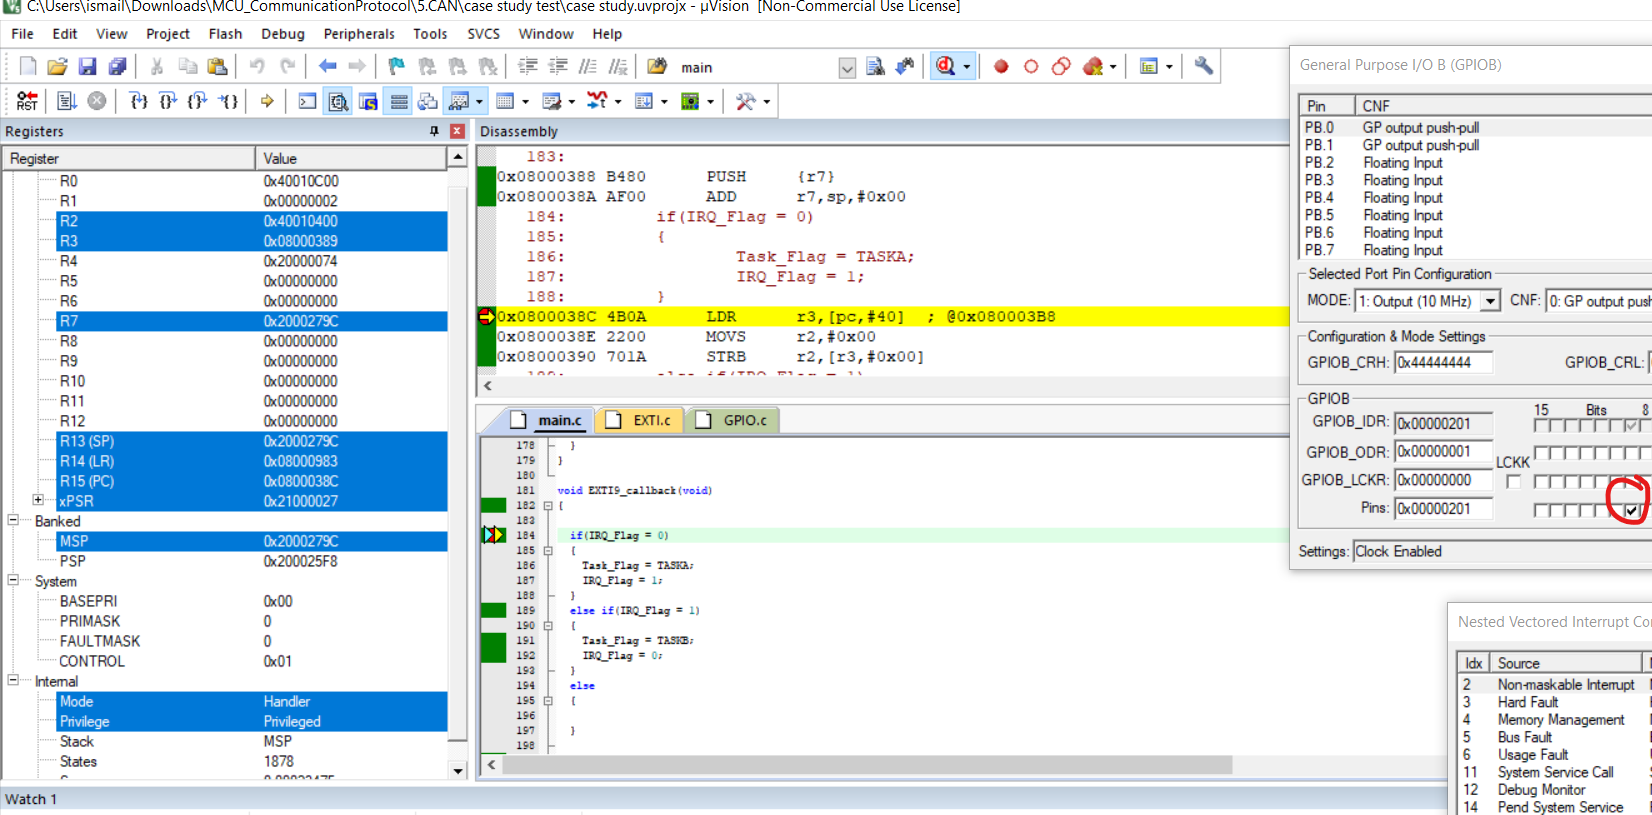 C:\Users\ismail\Downloads\MCU_CommunicationProtocol\5.CAN\case study test\case study.uvprojx - µVision [Non-Commercial Use License]
File Edit View Project Flash Debug Peripherals Tools SVCS Window Help
main
RST
Registers
Register Value
R0 0x40010C00
R1 0x00000002
R2 0x40010400
R3 0x08000389
R4 0x20000074
R5 0x00000000
R6 0x00000000
R7 0x2000279C
R8 0x00000000
R9 0x00000000
R10 0x00000000
R11 0x00000000
R12 0x00000000
R13 (SP) 0x2000279C
R14 (LR) 0x08000983
R15 (PC) 0x0800038C
xPSR 0x21000027
Banked
MSP 0x2000279C
PSP 0x200025F8
System
BASEPRI 0x00
PRIMASK 0
FAULTMASK 0
CONTROL 0x01
Internal
Mode Handler
Privilege Privileged
Stack MSP
States 1878
Watch 1
Disassembly
183:
0x08000388 B480 PUSH {r7}
0x0800038A AF00 ADD r7,sp,#0x00
184: if(IRQ_Flag = 0)
185: {
186: Task_Flag = TASKA;
187: IRQ_Flag = 1;
188: }
0x0800038C 4B0A LDR r3,[pc,#40] ; @0x080003B8
0x0800038E 2200 MOVS r2,#0x00
0x08000390 701A STRB r2,[r3,#0x00]
main.c EXTI.c GPIO.c
178 }
179 }
180
181 void EXTI9_callback(void)
182 {
183
184 if(IRQ_Flag = 0)
185 {
186 Task_Flag = TASKA;
187 IRQ_Flag = 1;
188 }
189 else if(IRQ_Flag = 1)
190 {
191 Task_Flag = TASKB;
192 IRQ_Flag = 0;
193 }
194 else
195 {
196
197 }
198
General Purpose I/O B (GPIOB)
Pin CNF
PB.0 GP output push-pull
PB.1 GP output push-pull
PB.2 Floating Input
PB.3 Floating Input
PB.4 Floating Input
PB.5 Floating Input
PB.6 Floating Input
PB.7 Floating Input
Selected Port Pin Configuration
MODE: 1: Output (10 MHz) CNF: 0: GP output push
Configuration & Mode Settings
GPIOB_CRH: 0x44444444 GPIOB_CRL:
GPIOB
15 Bits 8
GPIOB_IDR: 0x00000201
GPIOB_ODR: 0x00000001
LCKK
GPIOB_LCKR: 0x00000000
Pins: 0x00000201
Settings: Clock Enabled
Nested Vectored Interrupt Co
Idx Source
2 Non-maskable Interrupt
3 Hard Fault
4 Memory Management
5 Bus Fault
6 Usage Fault
11 System Service Call
12 Debug Monitor
14 Pend System Service